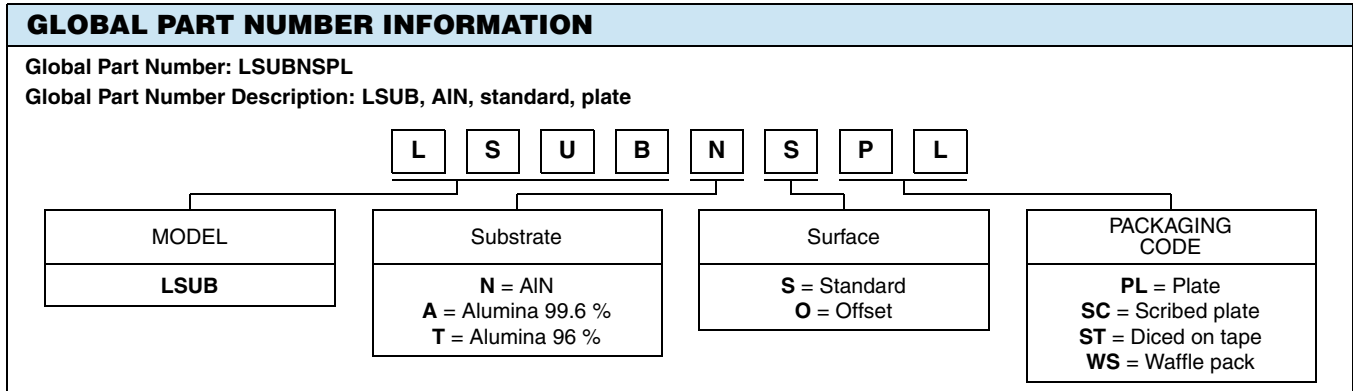 GLOBAL PART NUMBER INFORMATION
Global Part Number: LSUBNSPL
Global Part Number Description: LSUB, AlN, standard, plate
L S U B N S P L
MODEL
LSUB
Substrate
N = AlN
A = Alumina 99.6 %
T = Alumina 96 %
Surface
S = Standard
O = Offset
PACKAGING
CODE
PL = Plate
SC = Scribed plate
ST = Diced on tape
WS = Waffle pack